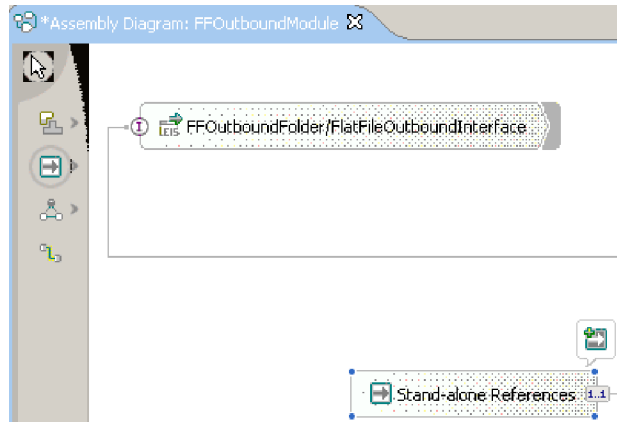 *Assembly Diagram: FFOutboundModule
I
EIS
FFOutboundFolder/FlatFileOutboundInterface
Stand-alone References
1..1